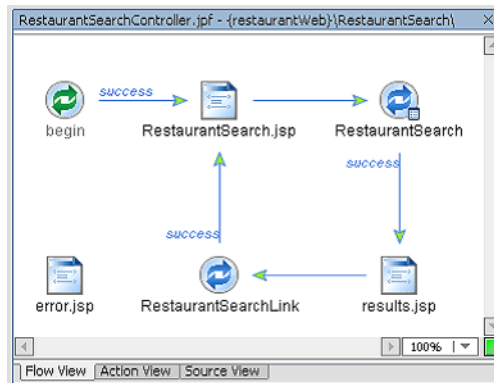 RestaurantSearchController.jpf - {restaurantWeb}\RestaurantSearch\
success
begin
RestaurantSearch.jsp
RestaurantSearch
success
success
error.jsp
RestaurantSearchLink
results.jsp
100%
Flow View Action View Source View